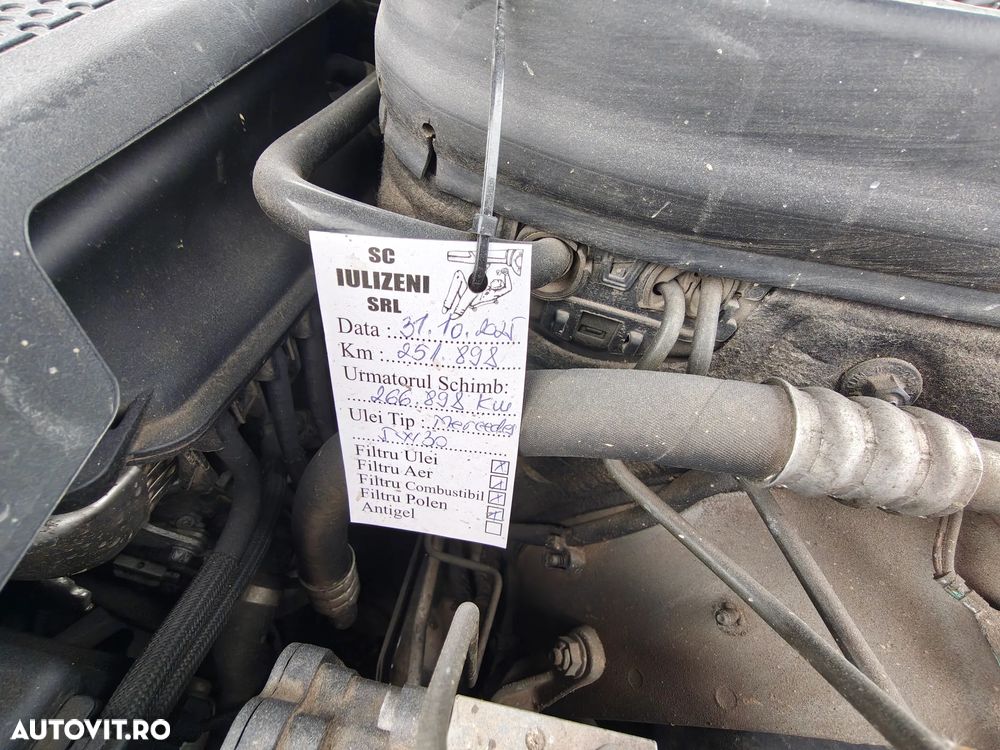 SC
IULIZENI
SRL
Data : 31.10.2025
Km : 251.898
Urmatorul Schimb:
266.898 Km
Ulei Tip : Mercedes
5x30
Filtru Ulei
Filtru Aer
Filtru Combustibil
Filtru Polen
Antigel
AUTOVIT.RO